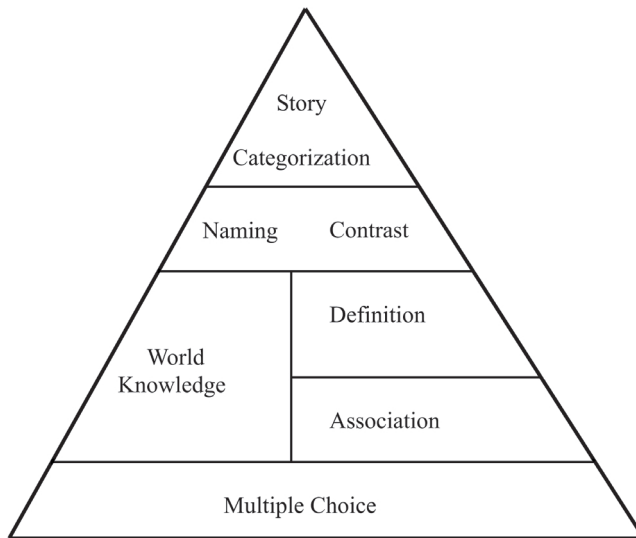 Story
Categorization
Naming Contrast
Definition
World
Knowledge
Association
Multiple Choice